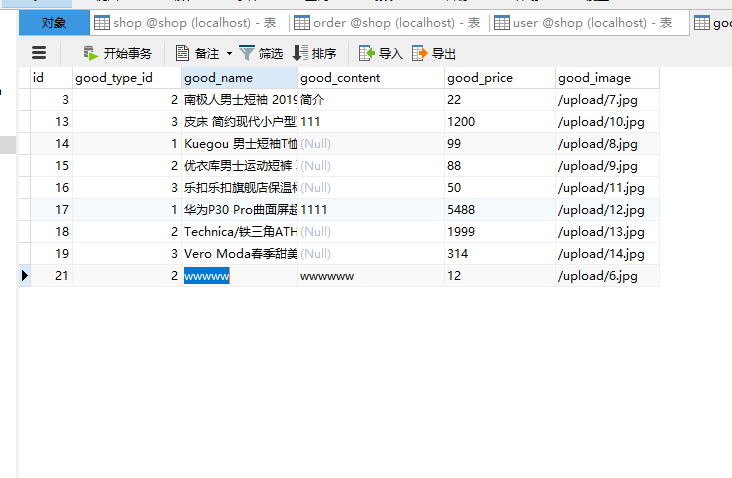 对象 shop @shop (localhost) - 表 order @shop (localhost) - 表 user @shop (localhost) - 表 goo
开始事务 备注 筛选 排序 导入 导出
id good_type_id good_name good_content good_price good_image
3 2 南极人男士短袖 2019 简介 22 /upload/7.jpg
13 3 皮床 简约现代小户型 111 1200 /upload/10.jpg
14 1 Kuegou 男士短袖T恤 (Null) 99 /upload/8.jpg
15 2 优衣库男士运动短裤 (Null) 88 /upload/9.jpg
16 3 乐扣乐扣旗舰店保温杯 (Null) 50 /upload/11.jpg
17 1 华为P30 Pro曲面屏超 1111 5488 /upload/12.jpg
18 2 Technica/铁三角ATH (Null) 1999 /upload/13.jpg
19 3 Vero Moda春季甜美 (Null) 314 /upload/14.jpg
21 2 wwwww wwwwww 12 /upload/6.jpg